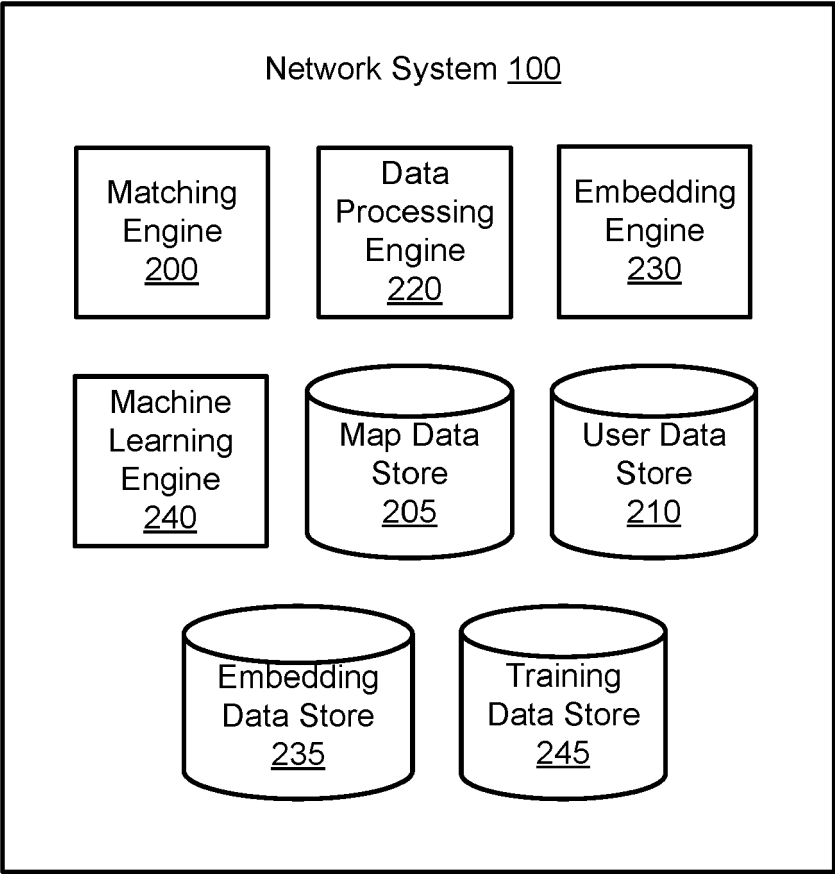 Network System 100
Matching
Engine
200
Data
Processing
Engine
220
Embedding
Engine
230
Machine
Learning
Engine
240
Map Data
Store
205
User Data
Store
210
Embedding
Data Store
235
Training
Data Store
245